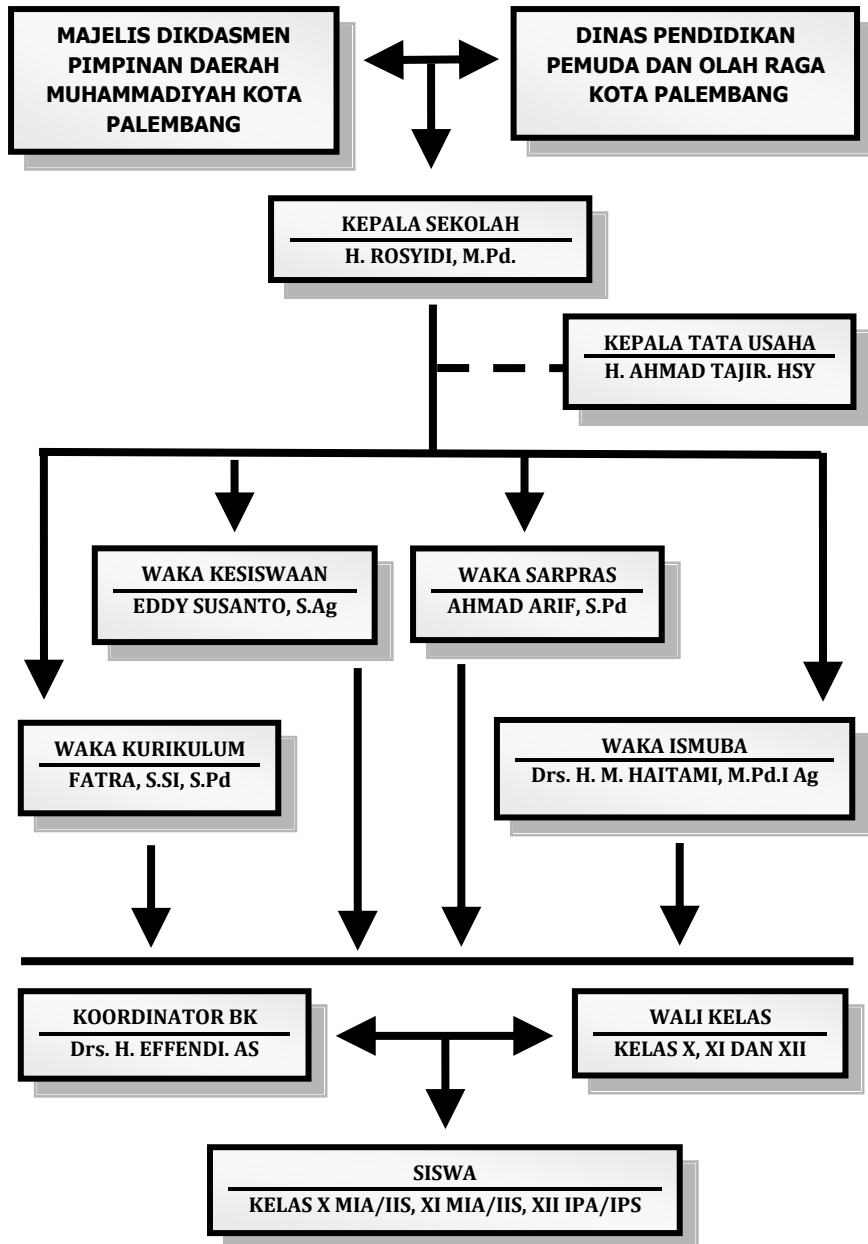 MAJELIS DIKDASMEN
PIMPINAN DAERAH
MUHAMMADIYAH KOTA
PALEMBANG
DINAS PENDIDIKAN
PEMUDA DAN OLAH RAGA
KOTA PALEMBANG
KEPALA SEKOLAH
H. ROSYIDI, M.Pd.
KEPALA TATA USAHA
H. AHMAD TAJIR. HSY
WAKA KESISWAAN
EDDY SUSANTO, S.Ag
WAKA SARPRAS
AHMAD ARIF, S.Pd
WAKA KURIKULUM
FATRA, S.SI, S.Pd
WAKA ISMUBA
Drs. H. M. HAITAMI, M.Pd.I Ag
KOORDINATOR BK
Drs. H. EFFENDI. AS
WALI KELAS
KELAS X, XI DAN XII
SISWA
KELAS X MIA/IIS, XI MIA/IIS, XII IPA/IPS